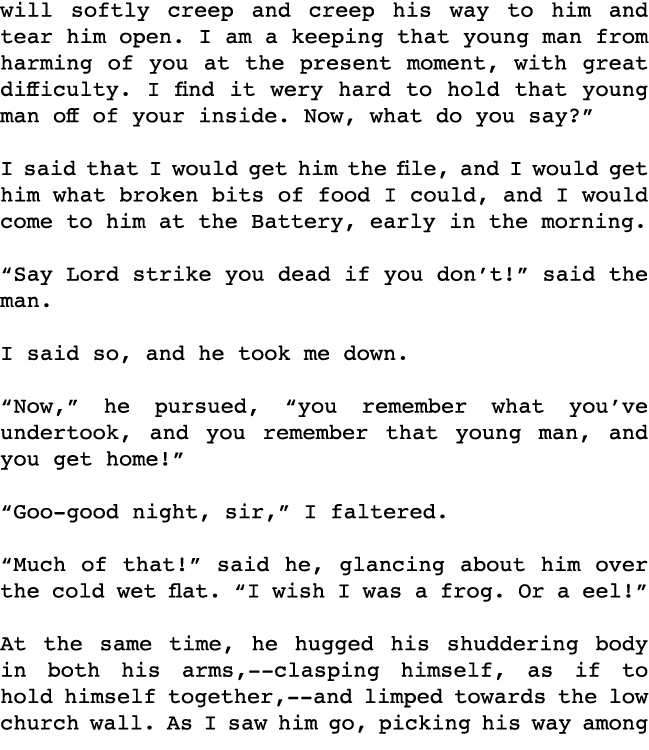 will softly creep and creep his way to him and
tear him open. I am a keeping that young man from
harming of you at the present moment, with great
difficulty. I find it wery hard to hold that young
man off of your inside. Now, what do you say?”
I said that I would get him the file, and I would get
him what broken bits of food I could, and I would
come to him at the Battery, early in the morning.
“Say Lord strike you dead if you don’t!” said the
man.
I said so, and he took me down.
“Now,” he pursued, “you remember what you’ve
undertook, and you remember that young man, and
you get home!”
“Goo-good night, sir,” I faltered.
“Much of that!” said he, glancing about him over
the cold wet flat. “I wish I was a frog. Or a eel!”
At the same time, he hugged his shuddering body
in both his arms,--clasping himself, as if to
hold himself together,--and limped towards the low
church wall. As I saw him go, picking his way among